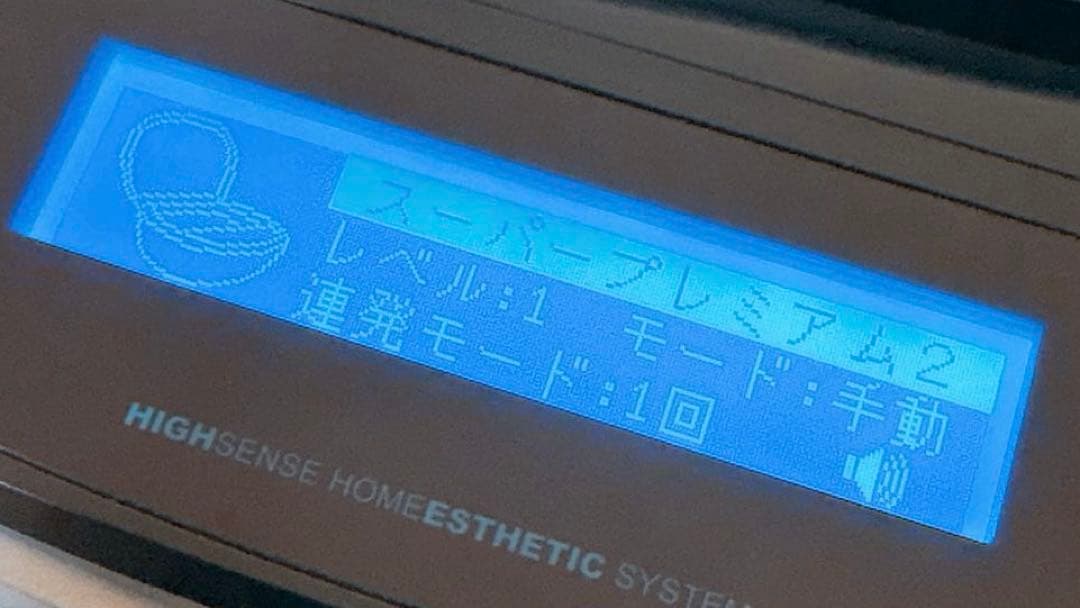 スーパープレミアム2
レベル:1 モード:手動
連発モード:1回
HIGHSENSE HOMEESTHETIC SYSTEM